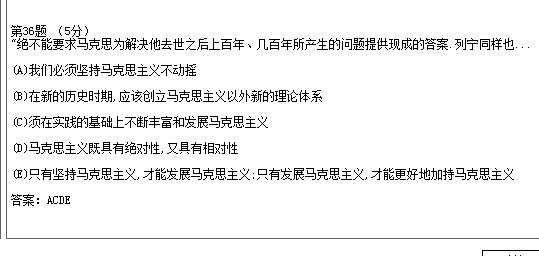 第36题 （5分）
“绝不能要求马克思为解决他去世之后上百年、几百年所产生的问题提供现成的答案.列宁同样也...
(A)我们必须坚持马克思主义不动摇
(B)在新的历史时期,应该创立马克思主义以外新的理论体系
(C)须在实践的基础上不断丰富和发展马克思主义
(D)马克思主义既具有绝对性,又具有相对性
(E)只有坚持马克思主义,才能发展马克思主义;只有发展马克思主义,才能更好地加持马克思主义
答案：ACDE